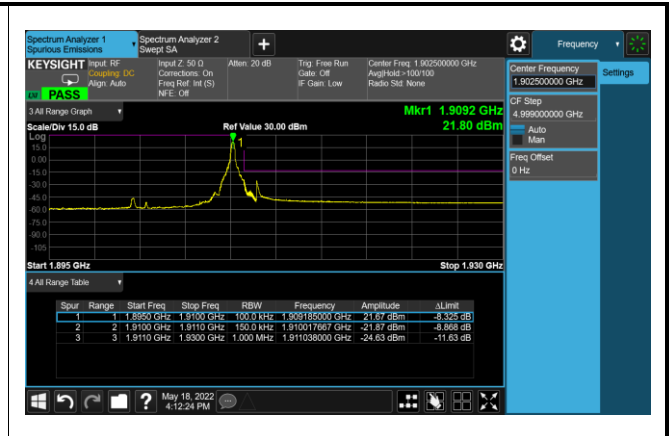 Spectrum Analyzer 1
Spurious Emissions
Spectrum Analyzer 2
Swept SA
Frequency
KEYSIGHT
Input: RF
Coupling: DC
Align: Auto
Input Z: 50 Ω
Corrections: On
Freq Ref: Int (S)
NFE: Off
Atten: 20 dB
Trig: Free Run
Gate: Off
IF Gain: Low
Center Freq: 1.902500000 GHz
Avg|Hold:>100/100
Radio Std: None
LW PASS
Center Frequency
1.902500000 GHz
Settings
CF Step
4.999000000 GHz
Auto
Man
Freq Offset
0 Hz
3 All Range Graph
Mkr1 1.9092 GHz
Scale/Div 15.0 dB
Ref Value 30.00 dBm
21.80 dBm
Log
15.0
0.00
-15.0
-30.0
-45.0
-60.0
-75.0
-90.0
-105
1
Start 1.895 GHz
Stop 1.930 GHz
4 All Range Table
Spur Range Start Freq Stop Freq RBW Frequency Amplitude ΔLimit
1 1 1.8950 GHz 1.9100 GHz 100.0 kHz 1.909185000 GHz 21.67 dBm -8.325 dB
2 2 1.9100 GHz 1.9110 GHz 150.0 kHz 1.910017667 GHz -21.87 dBm -8.868 dB
3 3 1.9110 GHz 1.9300 GHz 1.000 MHz 1.911038000 GHz -24.63 dBm -11.63 dB
May 18, 2022
4:12:24 PM